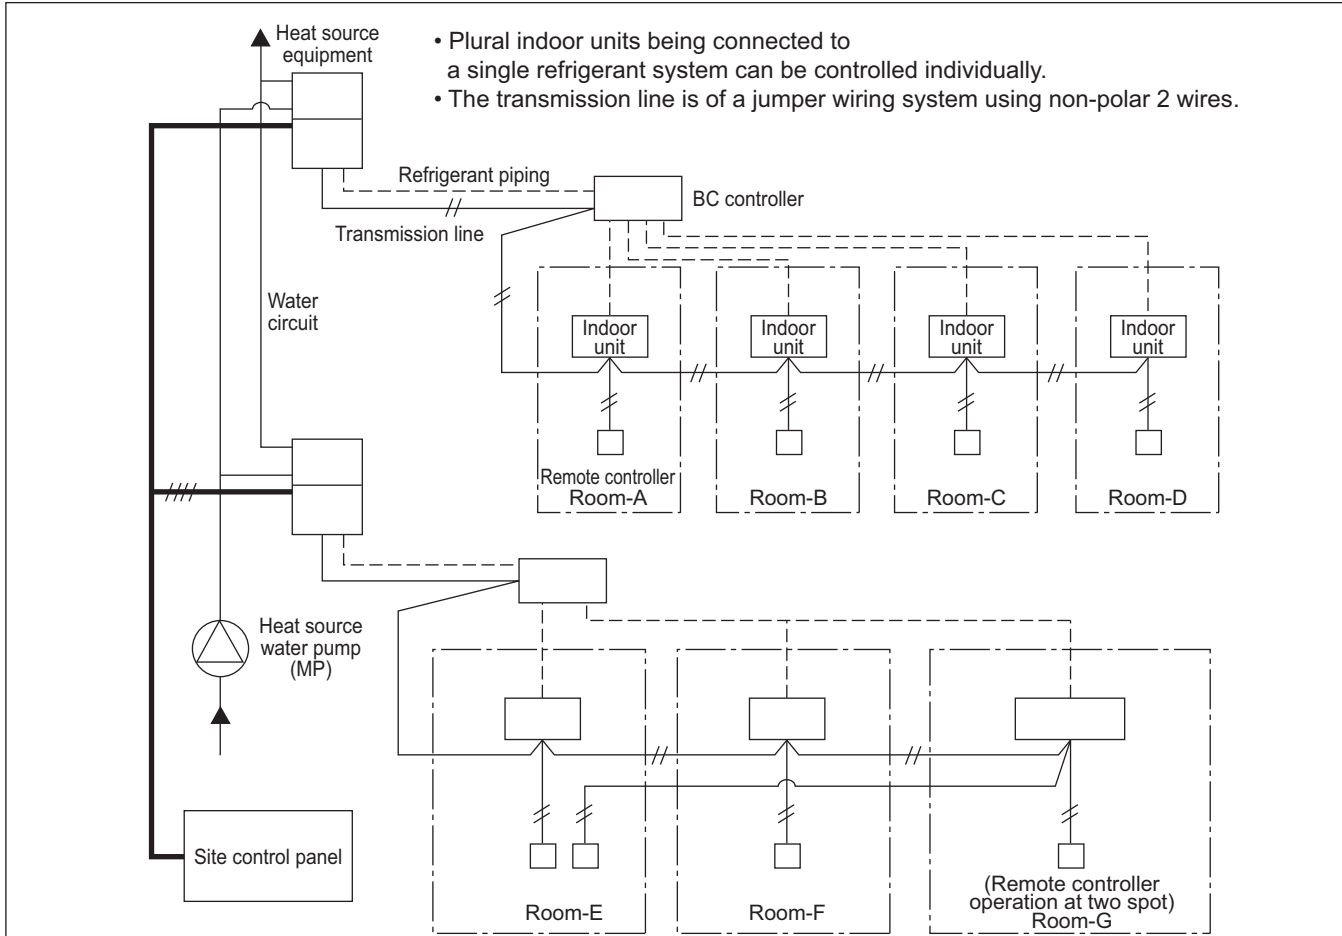 Heat source
equipment
• Plural indoor units being connected to
a single refrigerant system can be controlled individually.
• The transmission line is of a jumper wiring system using non-polar 2 wires.
Refrigerant piping
BC controller
Transmission line
Water
circuit
Indoor
unit
Indoor
unit
Indoor
unit
Indoor
unit
Remote controller
Room-A
Room-B
Room-C
Room-D
Heat source
water pump
(MP)
Site control panel
Room-E
Room-F
(Remote controller
operation at two spot)
Room-G